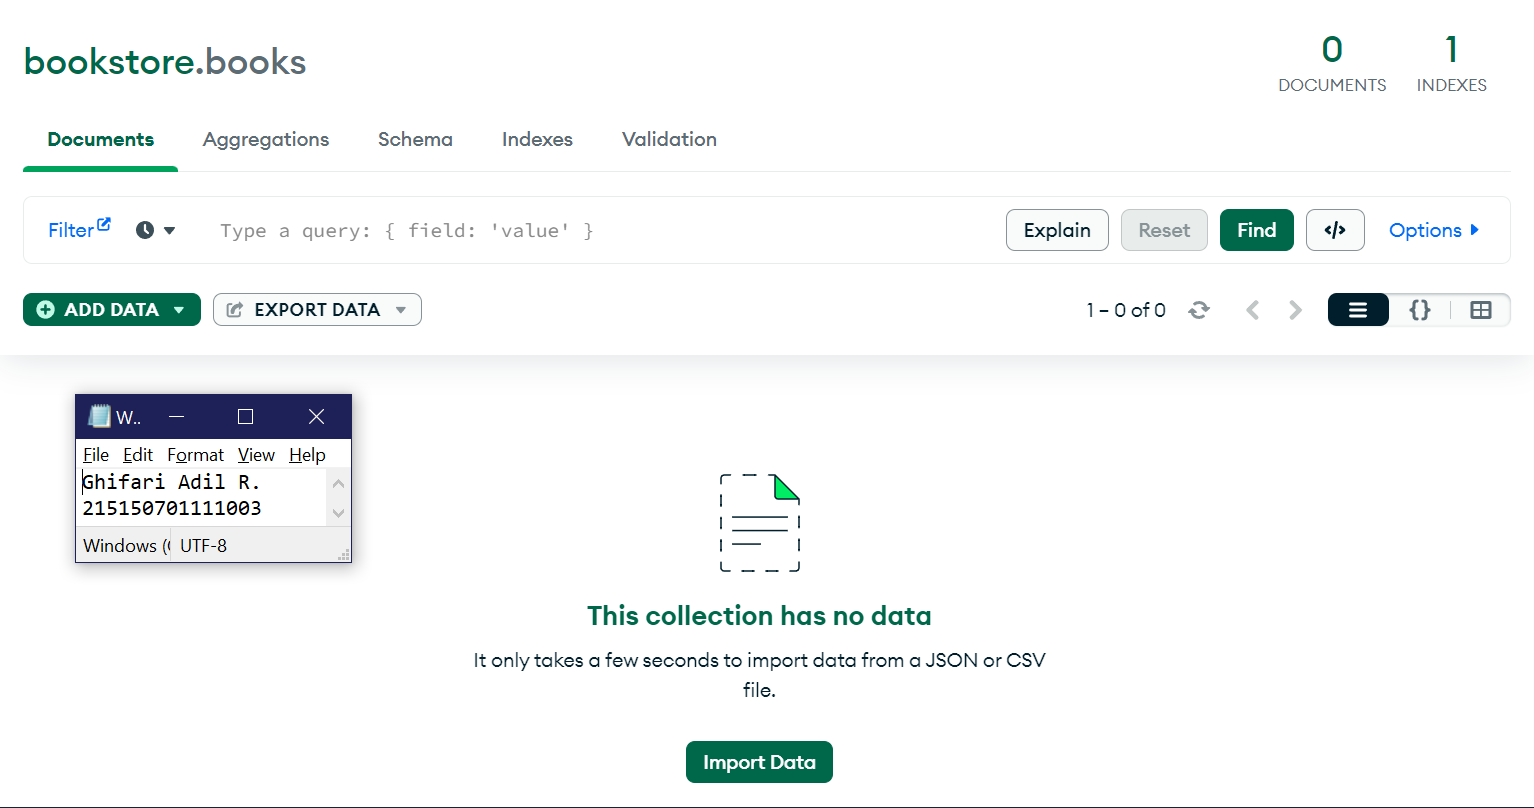 bookstore.books
0
DOCUMENTS
1
INDEXES
Documents Aggregations Schema Indexes Validation
Filter Type a query: { field: 'value' } Explain Reset Find </> Options
ADD DATA EXPORT DATA 1 – 0 of 0 {}
W..
File Edit Format View Help
Ghifari Adil R.
215150701111003
Windows ( UTF-8
This collection has no data
It only takes a few seconds to import data from a JSON or CSV
file.
Import Data